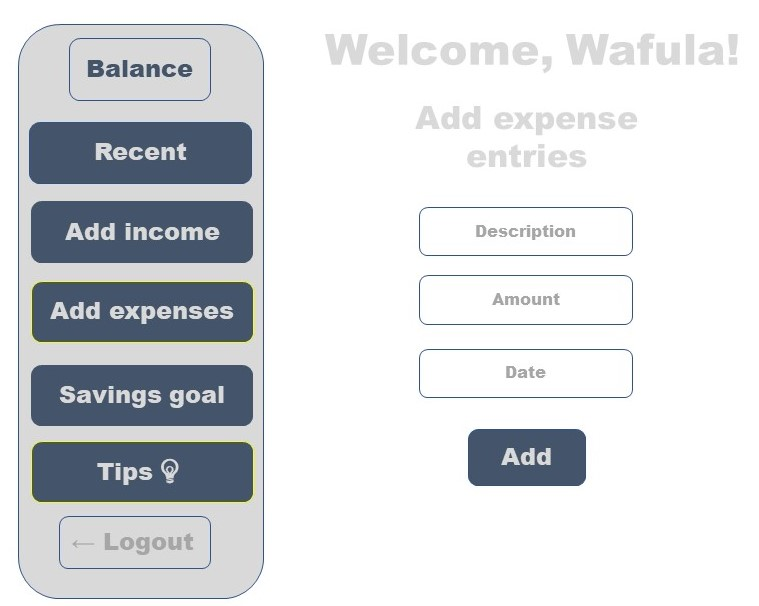 Balance
Recent
Add income
Add expenses
Savings goal
Tips
← Logout
Welcome, Wafula!
Add expense
entries
Description
Amount
Date
Add